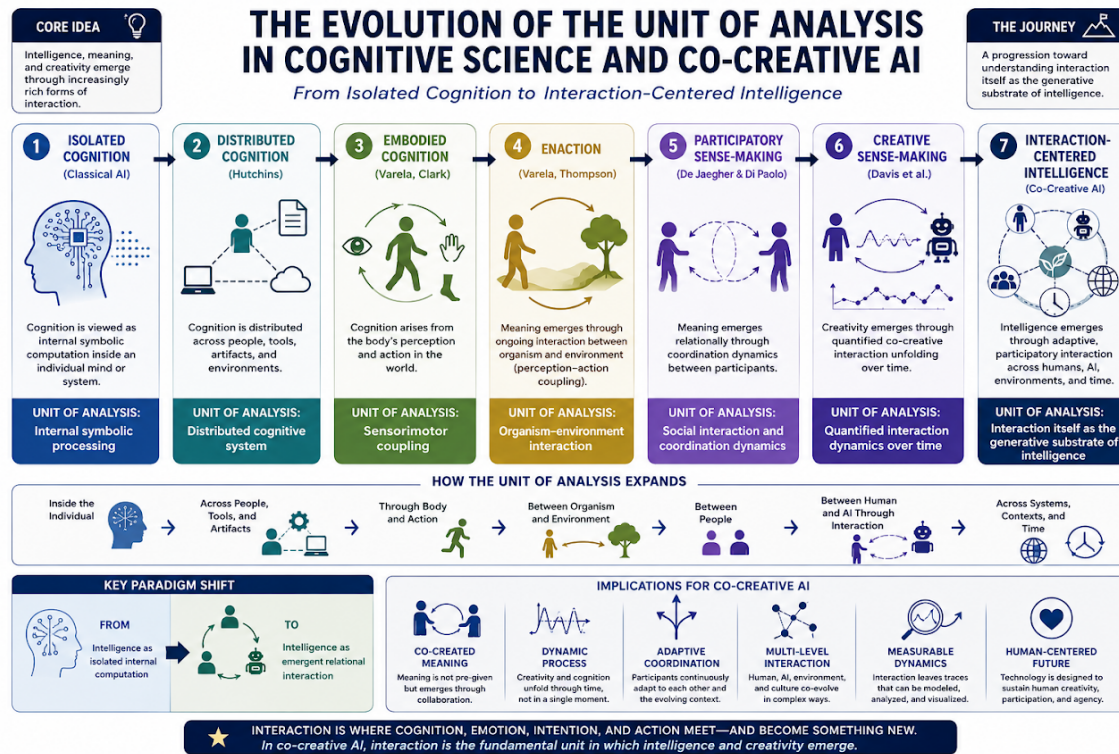 CORE IDEA
Intelligence, meaning,
and creativity emerge
through increasingly
rich forms of
interaction.
THE EVOLUTION OF THE UNIT OF ANALYSIS
IN COGNITIVE SCIENCE AND CO-CREATIVE AI
From Isolated Cognition to Interaction-Centered Intelligence
THE JOURNEY
A progression toward
understanding interaction
itself as the generative
substrate of intelligence.
1 ISOLATED
COGNITION
(Classical AI)
Cognition is viewed as
internal symbolic
computation inside an
individual mind or
system.
UNIT OF ANALYSIS:
Internal symbolic
processing
2 DISTRIBUTED
COGNITION
(Hutchins)
Cognition is distributed
across people, tools,
artifacts, and
environments.
UNIT OF ANALYSIS:
Distributed cognitive
system
3 EMBODIED
COGNITION
(Varela, Clark)
Cognition arises from
the body's perception
and action in the
world.
UNIT OF ANALYSIS:
Sensorimotor
coupling
4 ENACTION
(Varela, Thompson)
Meaning emerges through
ongoing interaction between
organism and environment
(perception–action
coupling).
UNIT OF ANALYSIS:
Organism–environment
interaction
5 PARTICIPATORY
SENSE-MAKING
(De Jaegher & Di Paolo)
Meaning emerges
relationally through
coordination dynamics
between participants.
UNIT OF ANALYSIS:
Social interaction and
coordination dynamics
6 CREATIVE
SENSE-MAKING
(Davis et al.)
Creativity emerges through
quantified co-creative
interaction unfolding
over time.
UNIT OF ANALYSIS:
Quantified interaction
dynamics over time
7 INTERACTION-
CENTERED
INTELLIGENCE
(Co-Creative AI)
Intelligence emerges
through adaptive,
participatory interaction
across humans, AI,
environments, and time.
UNIT OF ANALYSIS:
Interaction itself as the
generative substrate of
intelligence
HOW THE UNIT OF ANALYSIS EXPANDS
Inside the
Individual
Across People,
Tools, and
Artifacts
Through Body
and Action
Between Organism
and Environment
Between
People
Between Human
and AI Through
Interaction
Across Systems,
Contexts, and
Time
KEY PARADIGM SHIFT
FROM
Intelligence as
isolated internal
computation
TO
Intelligence as
emergent relational
interaction
IMPLICATIONS FOR CO-CREATIVE AI
CO-CREATED
MEANING
Meaning is not pre-given
but emerges through
collaboration.
DYNAMIC
PROCESS
Creativity and cognition
unfold through time,
not in a single moment.
ADAPTIVE
COORDINATION
Participants continuously
adapt to each other and
the evolving context.
MULTI-LEVEL
INTERACTION
Human, AI, environment,
and culture co-evolve
in complex ways.
MEASURABLE
DYNAMICS
Interaction leaves traces
that can be modeled,
analyzed, and visualized.
HUMAN-CENTERED
FUTURE
Technology is designed to
sustain human creativity,
participation, and agency.
INTERACTION IS WHERE COGNITION, EMOTION, INTENTION, AND ACTION MEET—AND BECOME SOMETHING NEW.
In co-creative AI, interaction is the fundamental unit in which intelligence and creativity emerge.